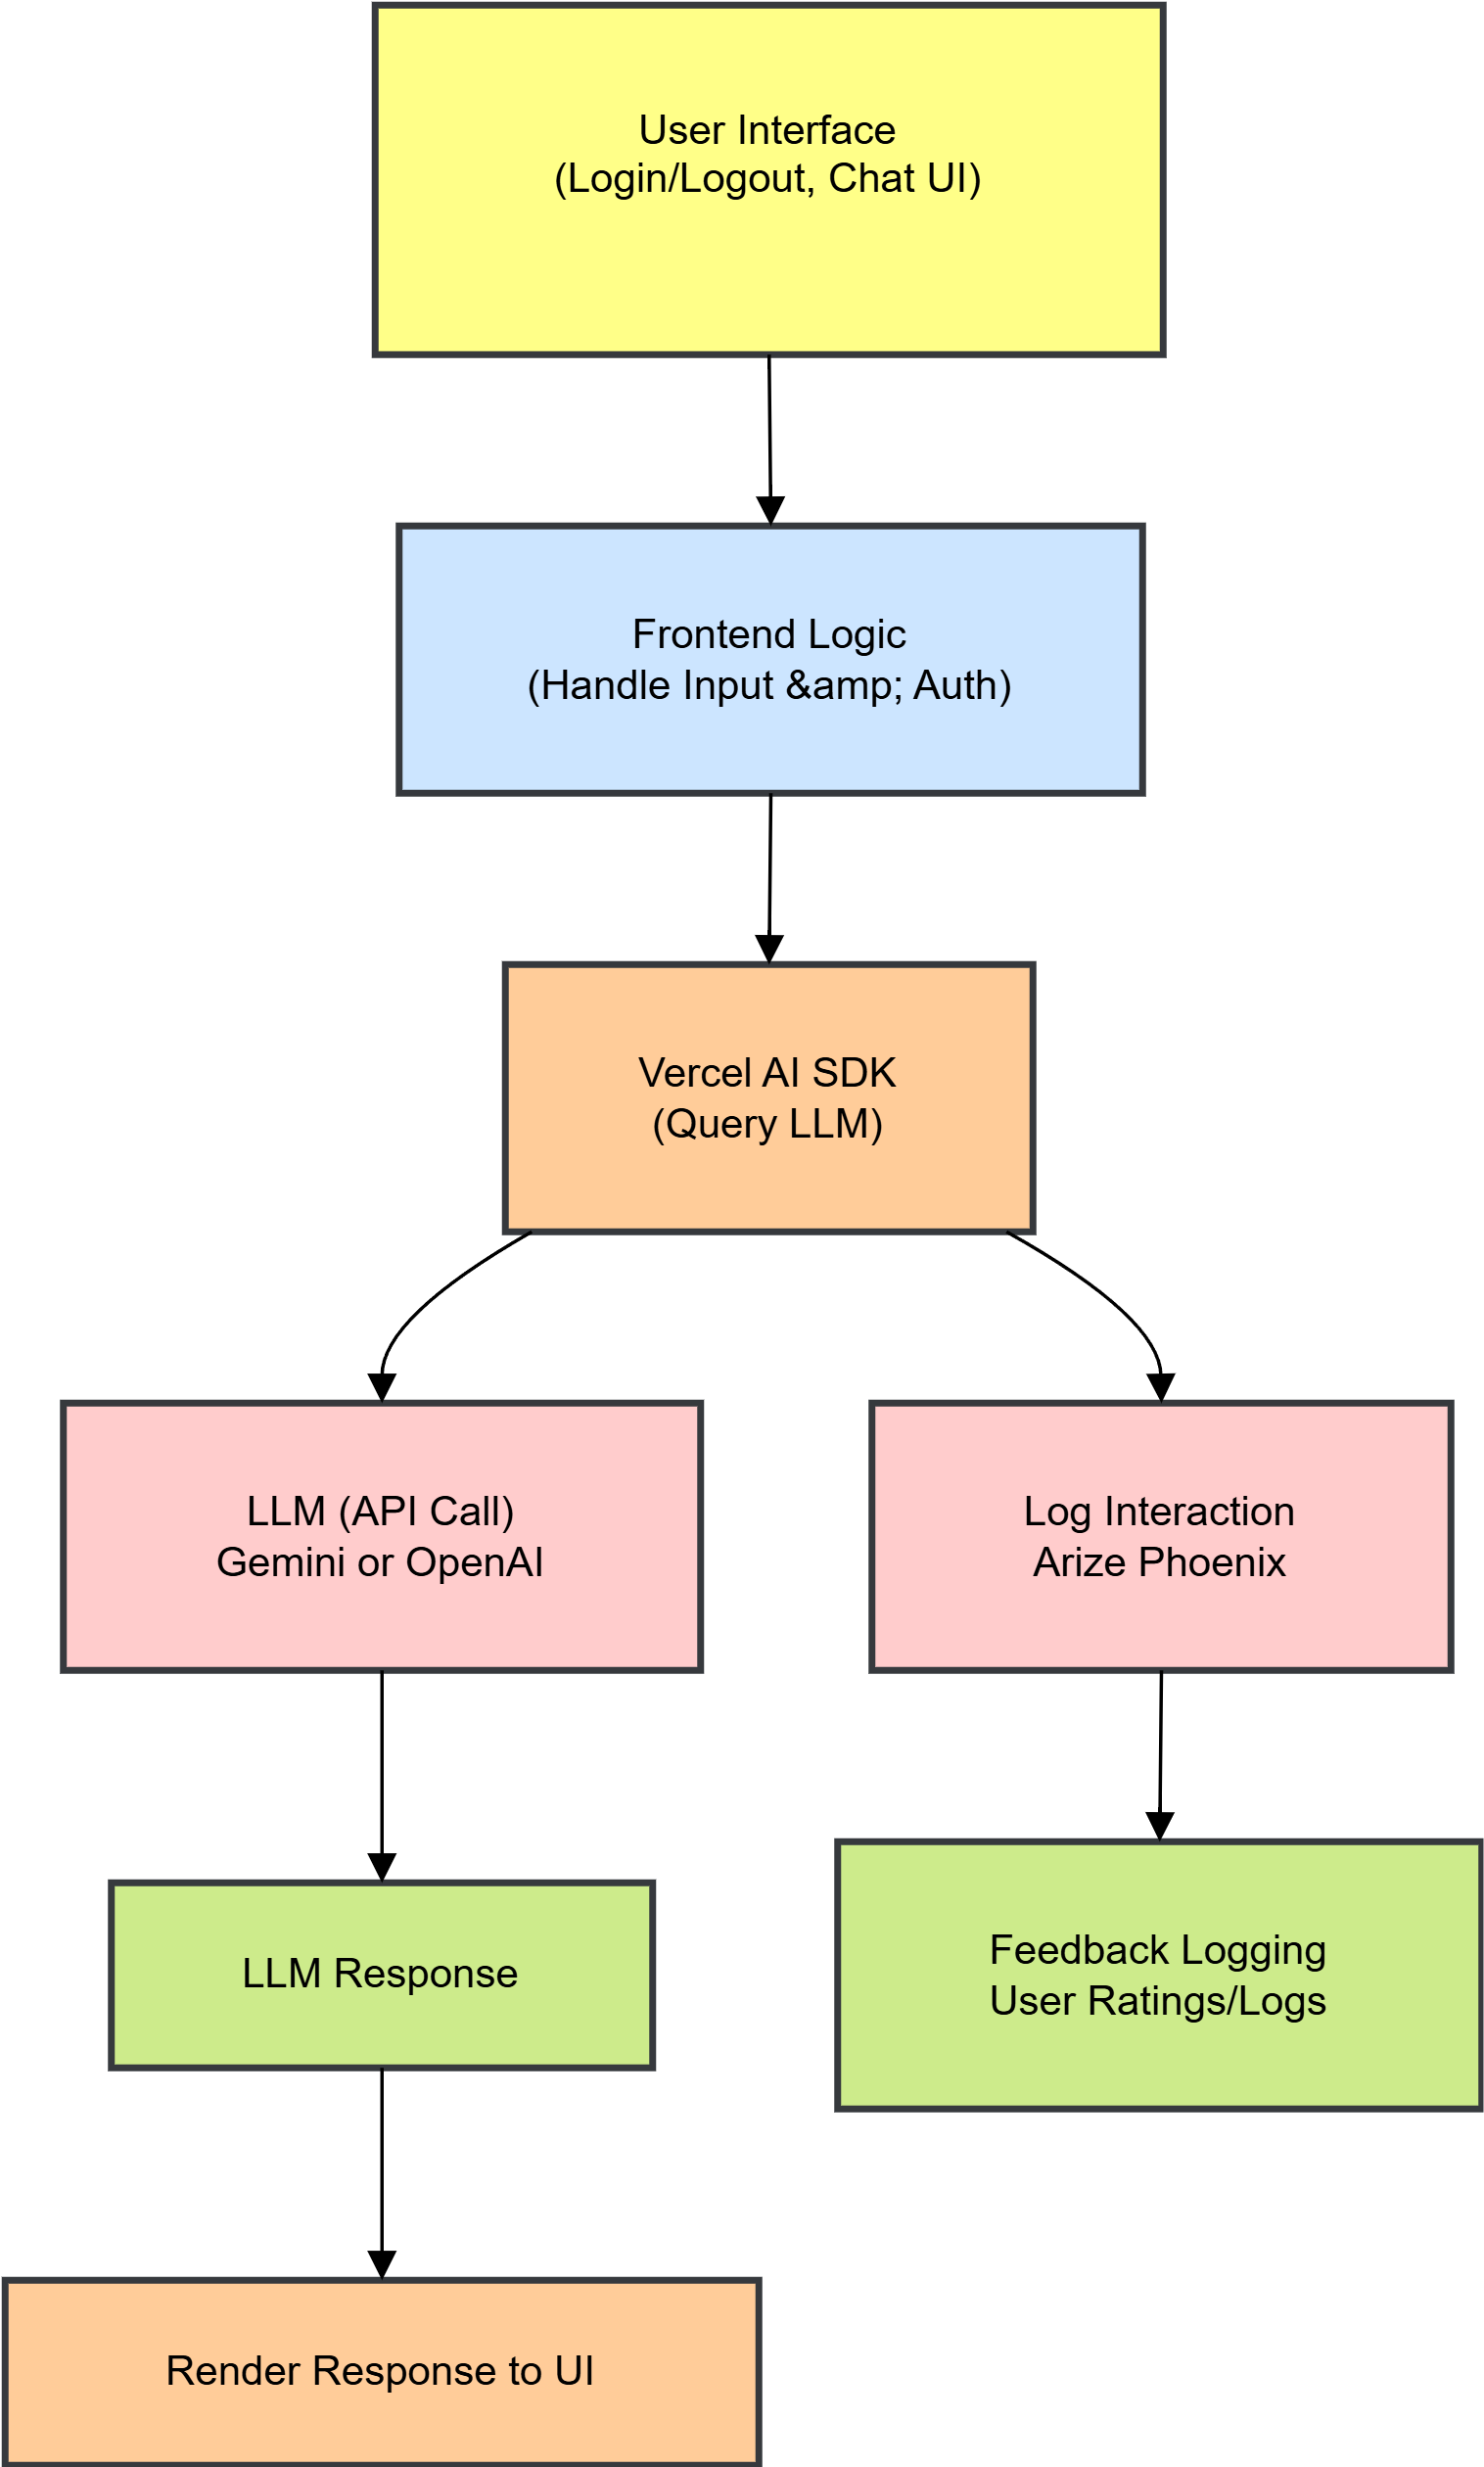 User Interface
(Login/Logout, Chat UI)
Frontend Logic
(Handle Input &amp; Auth)
Vercel AI SDK
(Query LLM)
LLM (API Call)
Gemini or OpenAI
Log Interaction
Arize Phoenix
LLM Response
Feedback Logging
User Ratings/Logs
Render Response to UI